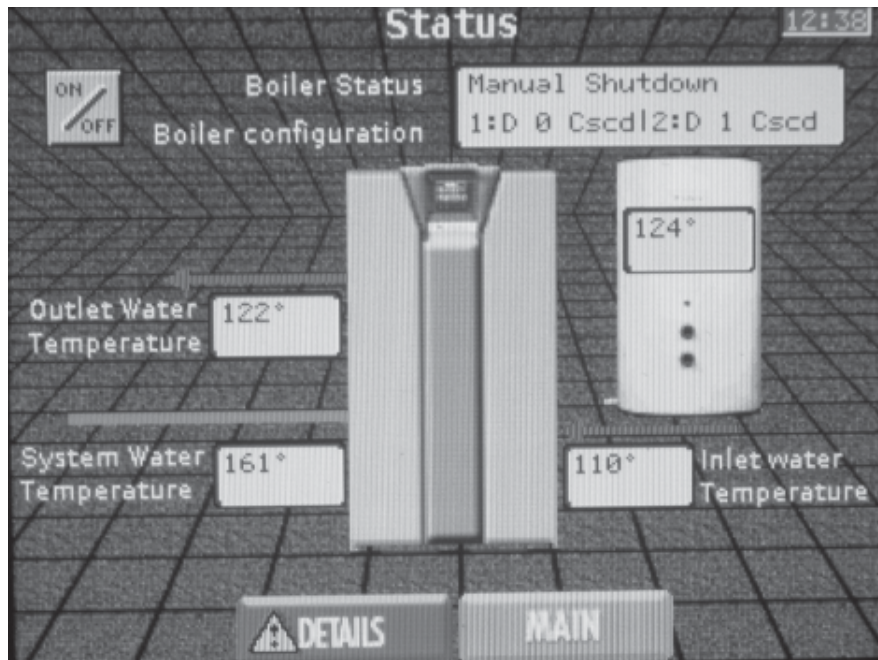 Status
12:38
ON
OFF
Boiler Status
Manual Shutdown
Boiler configuration
1:D 0 Cscd|2:D 1 Cscd
124°
Outlet Water
Temperature
122°
System Water
Temperature
161°
110°
Inlet water
Temperature
DETAILS
MAIN